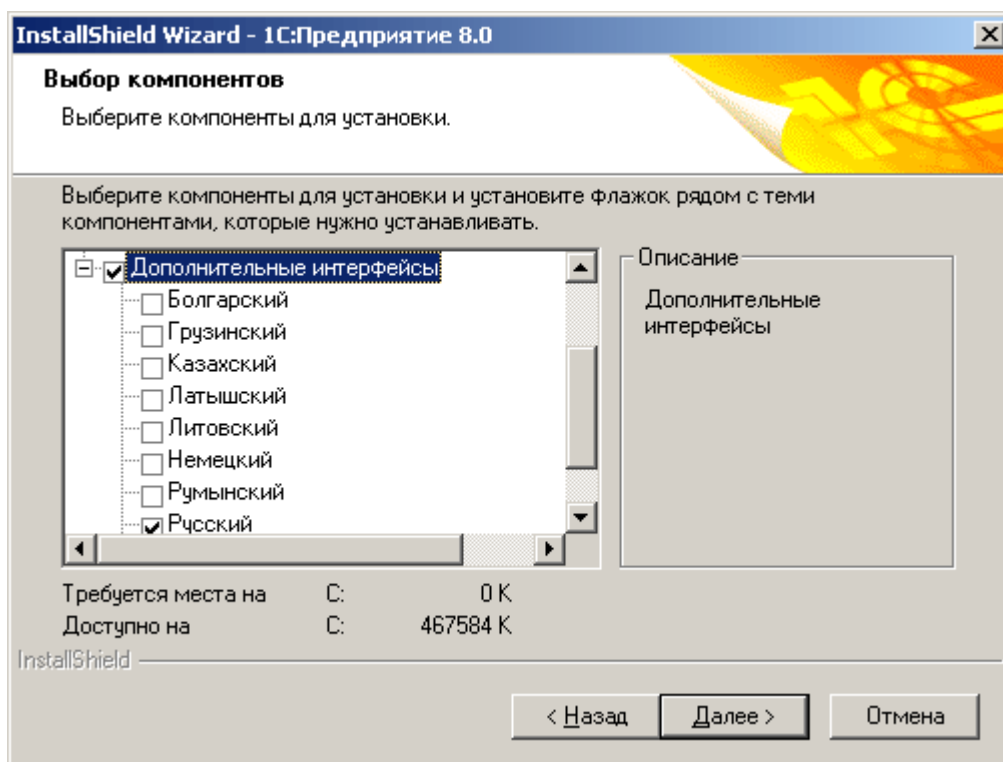 InstallShield Wizard - 1С:Предприятие 8.0
Выбор компонентов
Выберите компоненты для установки.
Выберите компоненты для установки и установите флажок рядом с теми
компонентами, которые нужно устанавливать.
Дополнительные интерфейсы
Болгарский
Грузинский
Казахский
Латышский
Литовский
Немецкий
Румынский
Русский
Описание
Дополнительные
интерфейсы
Требуется места на C: 0 K
Доступно на C: 467584 K
InstallShield
< Назад Далее > Отмена